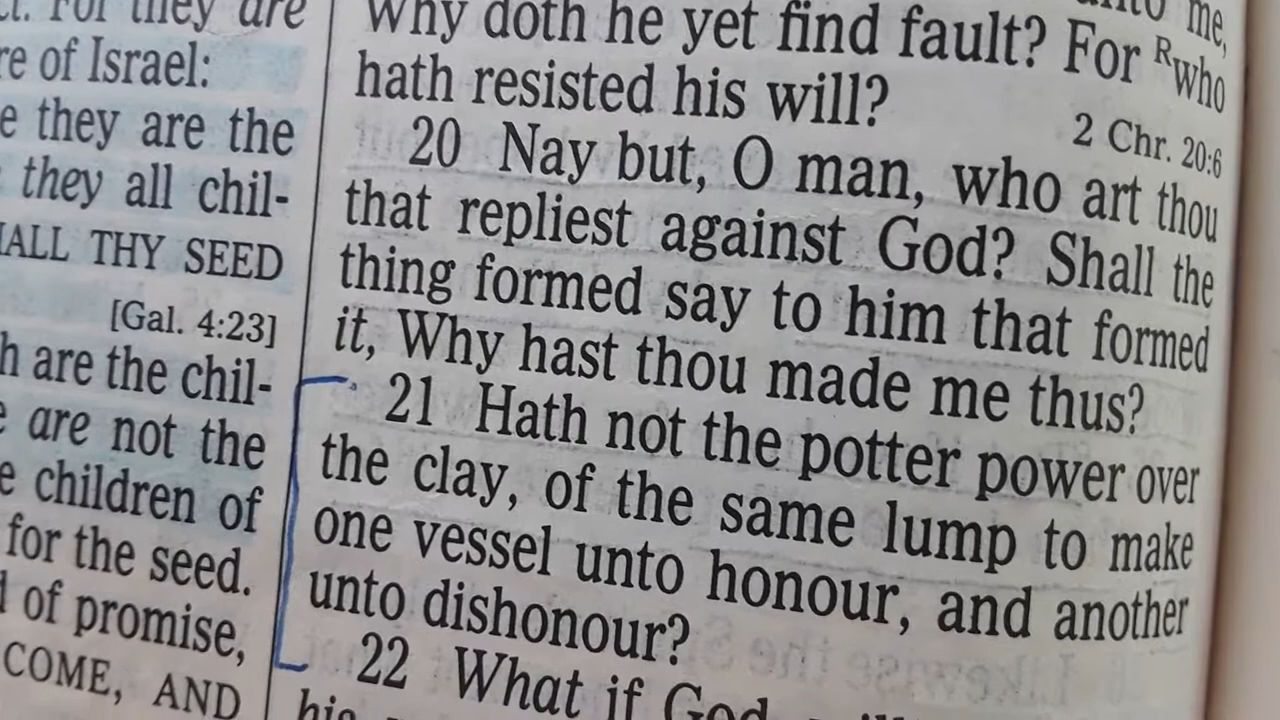 ct. For they are
re of Israel:
e they are the
they all chil-
HALL THY SEED
[Gal. 4:23]
h are the chil-
e are not the
e children of
for the seed.
d of promise,
COME, AND
unto me,
Why doth he yet find fault? For Rwho
hath resisted his will?
2 Chr. 20:6
20 Nay but, O man, who art thou
that repliest against God? Shall the
thing formed say to him that formed
it, Why hast thou made me thus?
21 Hath not the potter power over
the clay, of the same lump to make
one vessel unto honour, and another
unto dishonour?
22 What if God
his